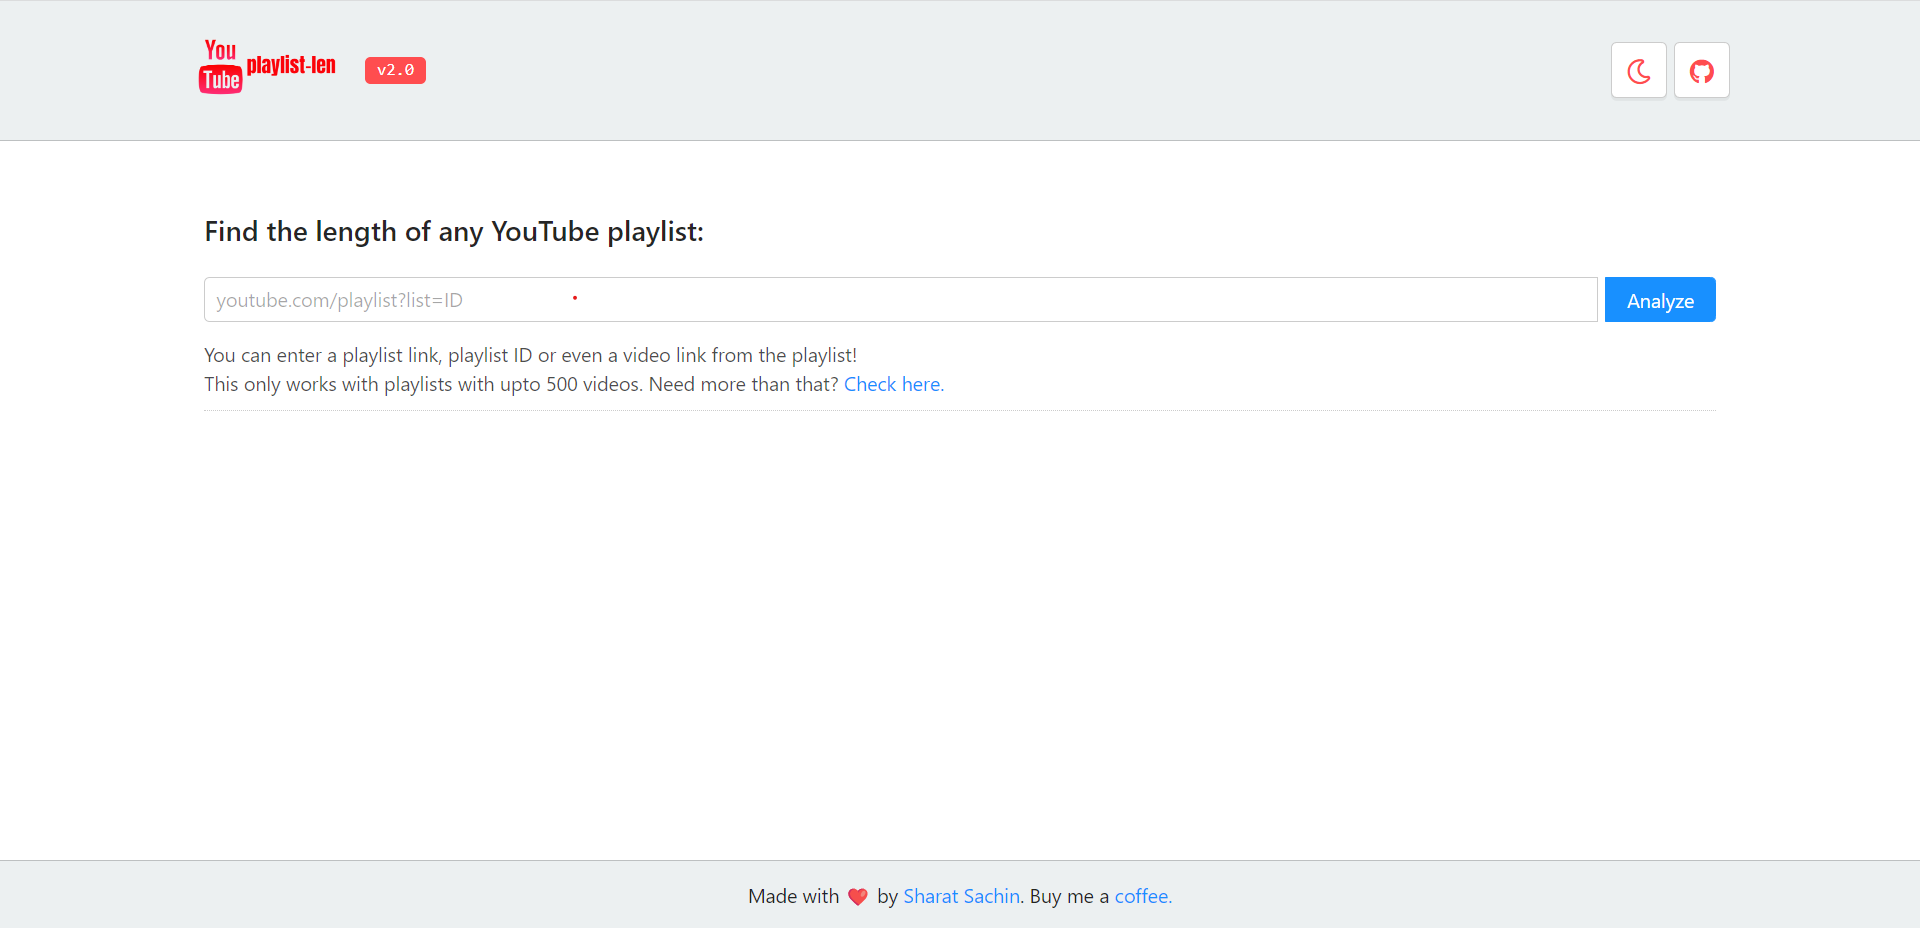 You
Tube
playlist-len
v2.0
Find the length of any YouTube playlist:
youtube.com/playlist?list=ID
Analyze
You can enter a playlist link, playlist ID or even a video link from the playlist!
This only works with playlists with upto 500 videos. Need more than that? Check here.
Made with ❤️ by Sharat Sachin. Buy me a coffee.